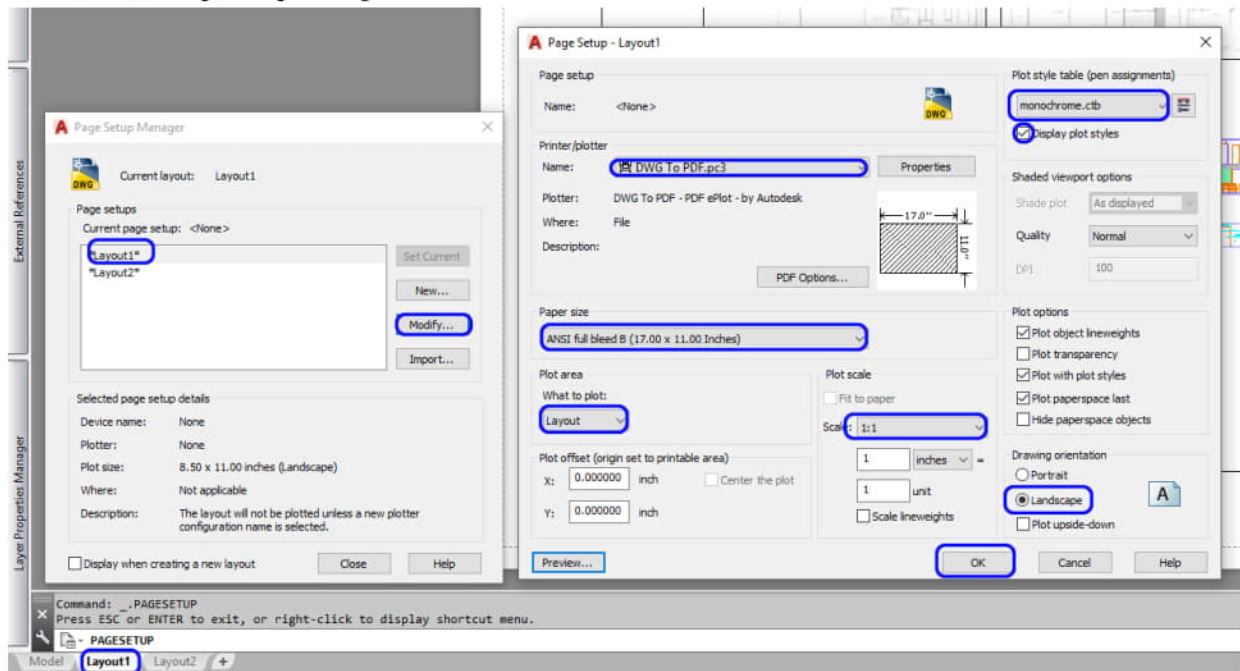 External References
Layer Properties Manager
Page Setup Manager
DWG
Current layout: Layout1
Page setups
Current page setup: <None>
*Layout1*
*Layout2*
Set Current
New...
Modify...
Import...
Selected page setup details
Device name: None
Plotter: None
Plot size: 8.50 x 11.00 inches (Landscape)
Where: Not applicable
Description: The layout will not be plotted unless a new plotter
configuration name is selected.
Display when creating a new layout
Close
Help
Page Setup - Layout1
Page setup
Name: <None>
DWG
Printer/plotter
Name: DWG To PDF.pc3
Properties
Plotter: DWG To PDF - PDF ePlot - by Autodesk
Where: File
Description:
17.0"
11.0"
PDF Options...
Paper size
ANSI full bleed B (17.00 x 11.00 Inches)
Plot area
What to plot:
Layout
Plot offset (origin set to printable area)
X: 0.000000 inch
Center the plot
Y: 0.000000 inch
Plot scale
Fit to paper
Scale: 1:1
1 inches =
1 unit
Scale lineweights
Plot style table (pen assignments)
monochrome.ctb
Display plot styles
Shaded viewport options
Shade plot As displayed
Quality Normal
DPI 100
Plot options
Plot object lineweights
Plot transparency
Plot with plot styles
Plot paperspace last
Hide paperspace objects
Drawing orientation
Portrait
Landscape
A
Plot upside-down
Preview...
OK
Cancel
Help
Command: _.PAGESETUP
Press ESC or ENTER to exit, or right-click to display shortcut menu.
- PAGESETUP
Model Layout1 Layout2 +